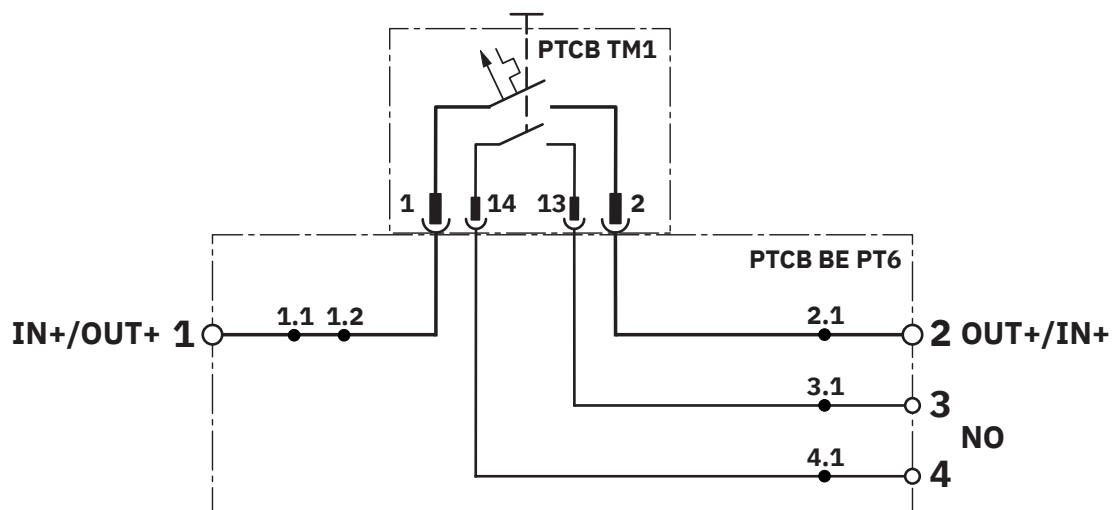 PTCB TM1
1 14 13 2
PTCB BE PT6
1.1 1.2 2.1
IN+/OUT+ 1 2 OUT+/IN+
3.1
3
NO
4.1
4